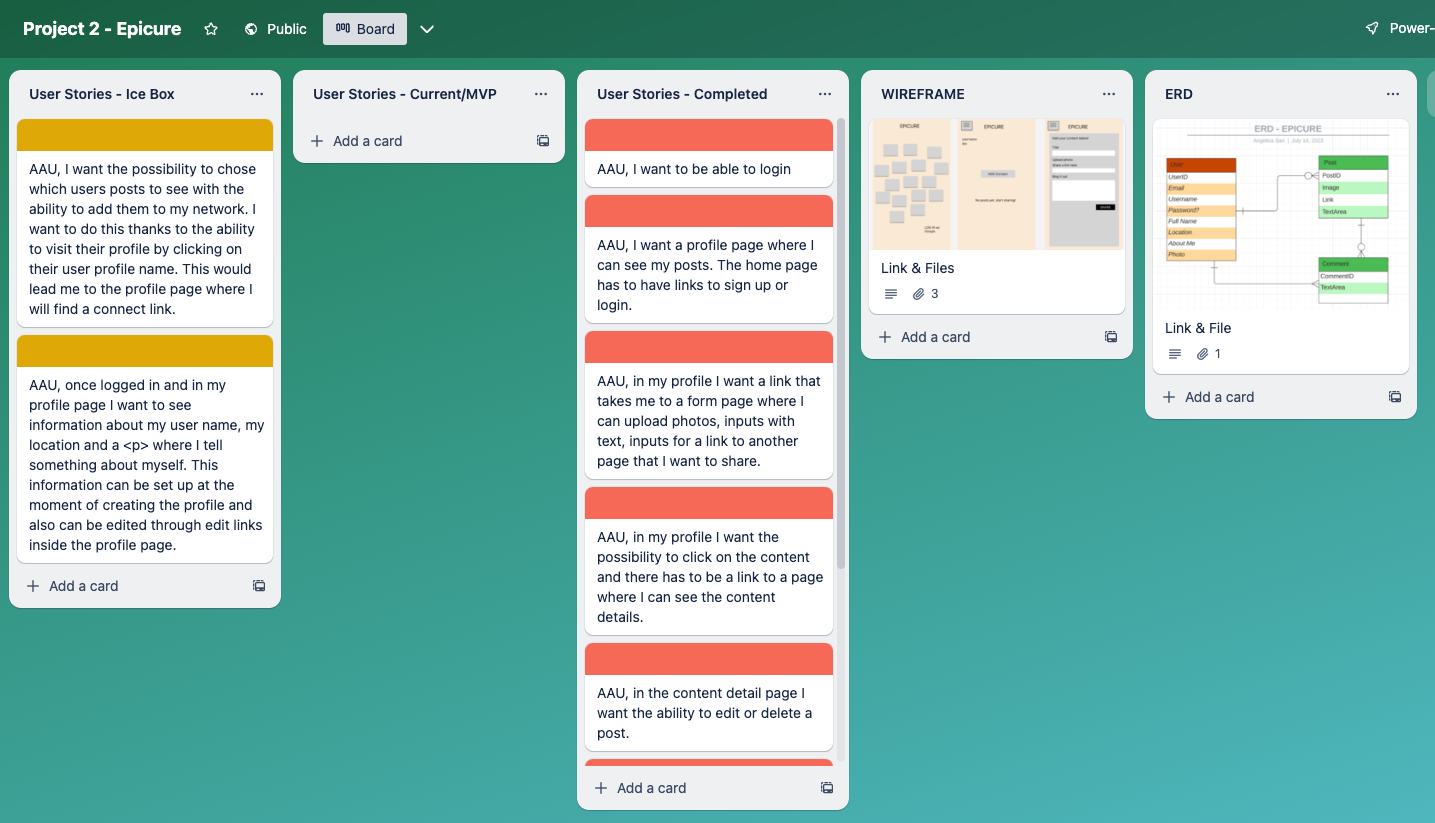 Project 2 - Epicure
Public
Board
Power-
User Stories - Ice Box
AAU, I want the possibility to chose
which users posts to see with the
ability to add them to my network. I
want to do this thanks to the ability
to visit their profile by clicking on
their user profile name. This would
lead me to the profile page where I
will find a connect link.
AAU, once logged in and in my
profile page I want to see
information about my user name, my
location and a <p> where I tell
something about myself. This
information can be set up at the
moment of creating the profile and
also can be edited through edit links
inside the profile page.
Add a card
User Stories - Current/MVP
Add a card
User Stories - Completed
AAU, I want to be able to login
AAU, I want a profile page where I
can see my posts. The home page
has to have links to sign up or
login.
AAU, in my profile I want a link that
takes me to a form page where I
can upload photos, inputs with
text, inputs for a link to another
page that I want to share.
AAU, in my profile I want the
possibility to click on the content
and there has to be a link to a page
where I can see the content
details.
AAU, in the content detail page I
want the ability to edit or delete a
post.
Add a card
WIREFRAME
EPICURE
EPICURE
EPICURE
Link & Files
3
Add a card
ERD
ERD - EPICURE
Angelica San | July 14, 2023
User
UserID
Email
Username
Password?
Full Name
Location
About Me
Photo
Post
PostID
Image
Link
TextArea
Comment
CommentID
TextArea
Link & File
1
Add a card